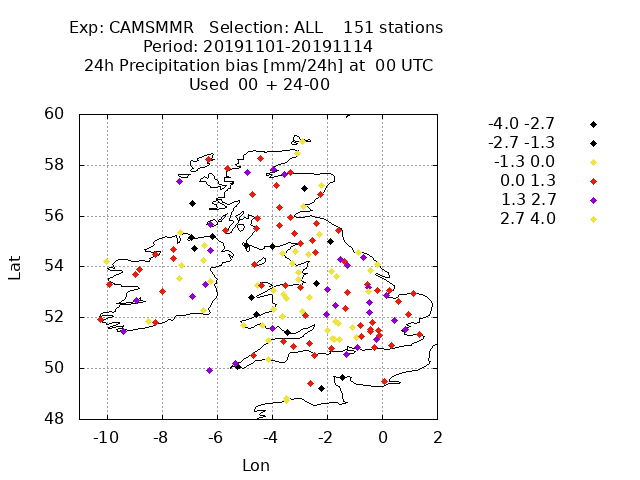 Exp: CAMSMMR   Selection: ALL    151 stations
Period: 20191101-20191114
24h Precipitation bias [mm/24h] at  00 UTC
Used  00 + 24-00
-4.0 -2.7
-2.7 -1.3
-1.3 0.0
0.0 1.3
1.3 2.7
2.7 4.0
60
58
56
54
52
50
48
Lat
-10 -8 -6 -4 -2 0 2
Lon